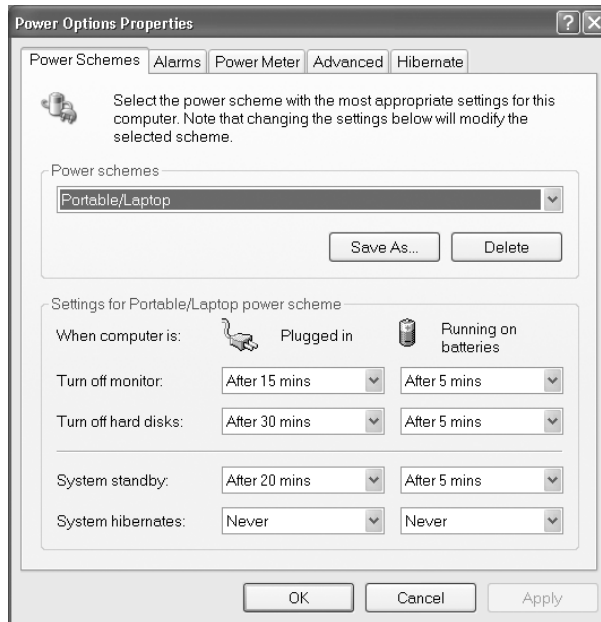 Power Options Properties
Power Schemes Alarms Power Meter Advanced Hibernate
Select the power scheme with the most appropriate settings for this
computer. Note that changing the settings below will modify the
selected scheme.
Power schemes
Portable/Laptop
Save As... Delete
Settings for Portable/Laptop power scheme
When computer is: Plugged in Running on
batteries
Turn off monitor: After 15 mins After 5 mins
Turn off hard disks: After 30 mins After 5 mins
System standby: After 20 mins After 5 mins
System hibernates: Never Never
OK Cancel Apply